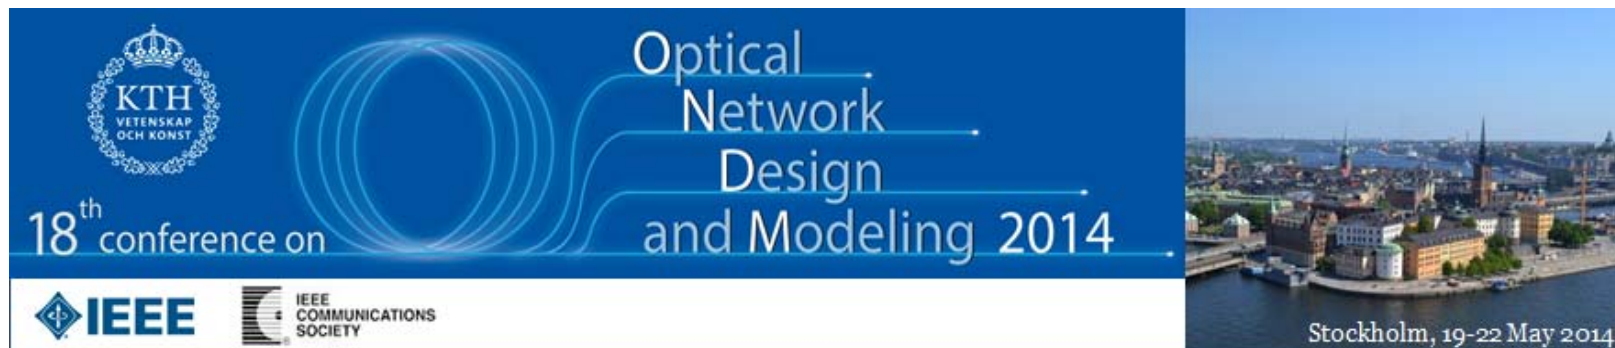 KTH
VETENSKAP
OCH KONST
18th conference on
Optical
Network
Design
and Modeling 2014
IEEE
IEEE
COMMUNICATIONS
SOCIETY
®
Stockholm, 19-22 May 2014